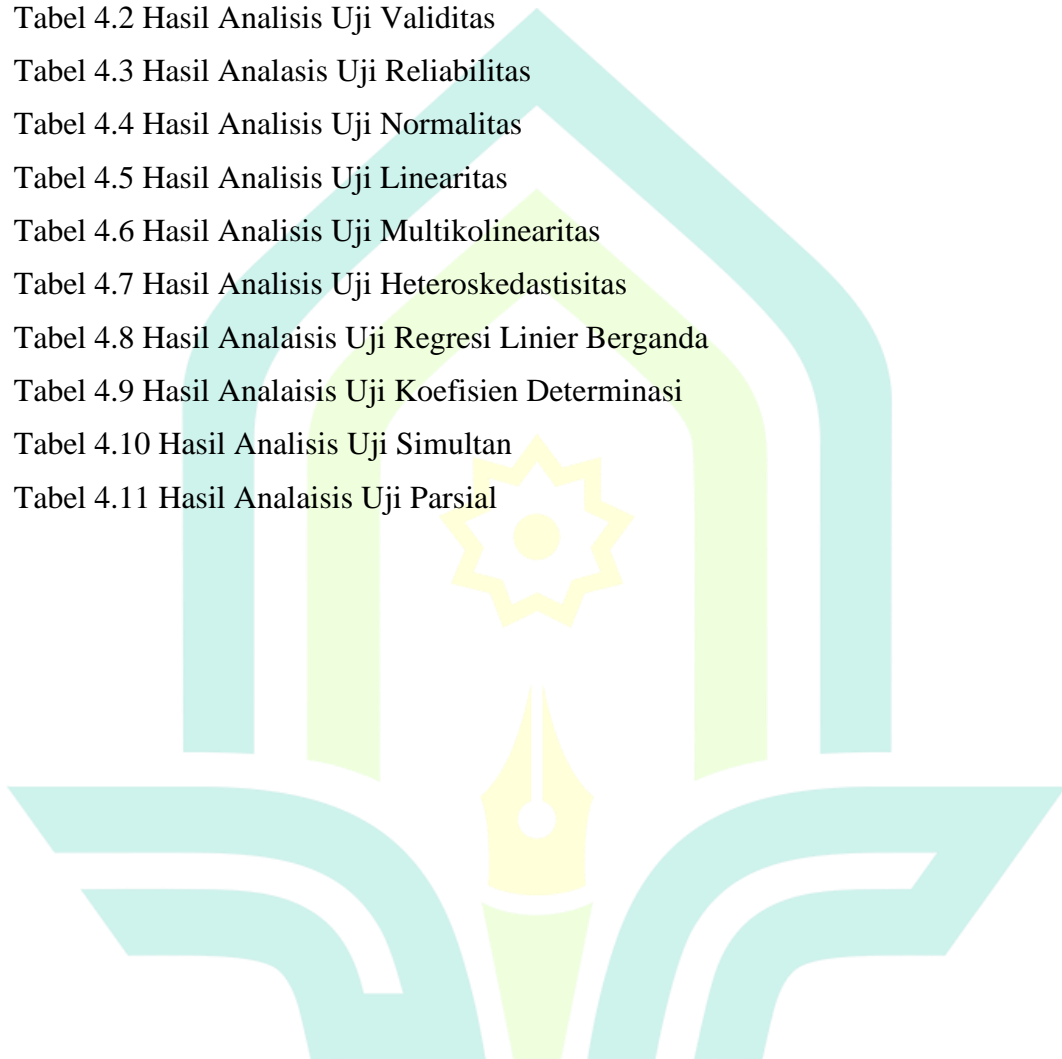 Tabel 4.2 Hasil Analisis Uji Validitas
Tabel 4.3 Hasil Analasis Uji Reliabilitas
Tabel 4.4 Hasil Analisis Uji Normalitas
Tabel 4.5 Hasil Analisis Uji Linearitas
Tabel 4.6 Hasil Analisis Uji Multikolinearitas
Tabel 4.7 Hasil Analisis Uji Heteroskedastisitas
Tabel 4.8 Hasil Analaisis Uji Regresi Linier Berganda
Tabel 4.9 Hasil Analaisis Uji Koefisien Determinasi
Tabel 4.10 Hasil Analisis Uji Simultan
Tabel 4.11 Hasil Analaisis Uji Parsial